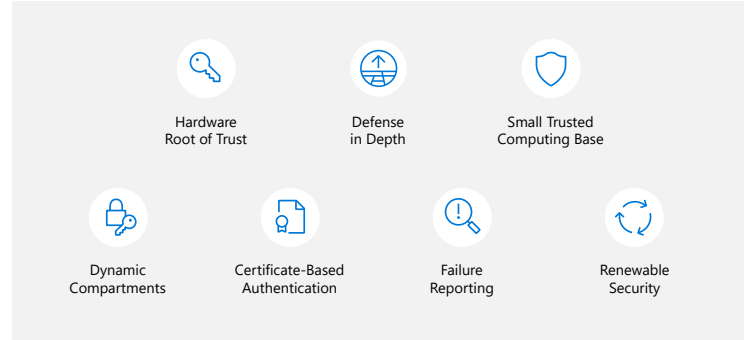 Hardware
Root of Trust
Defense
in Depth
Small Trusted
Computing Base
Dynamic
Compartments
Certificate-Based
Authentication
Failure
Reporting
Renewable
Security